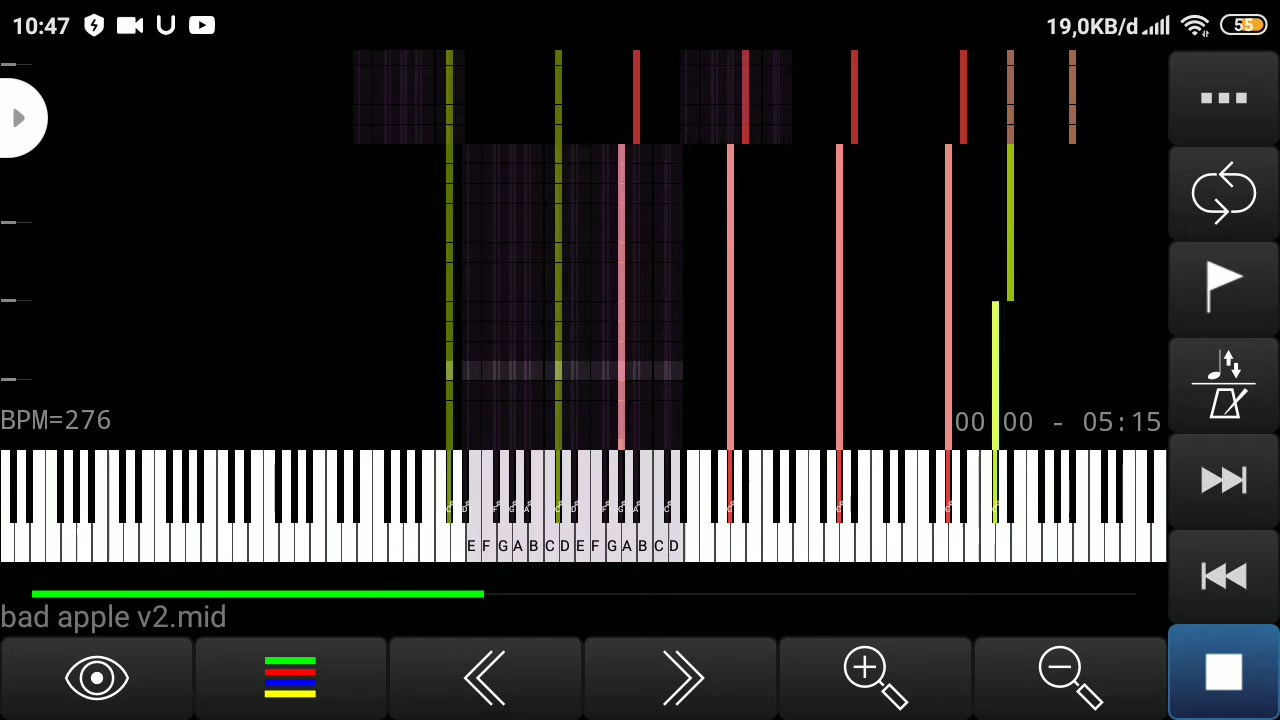 10:47
19,0KB/d
55
BPM=276
00 00 - 05:15
E F G A B C D E F G A B C D
bad apple v2.mid